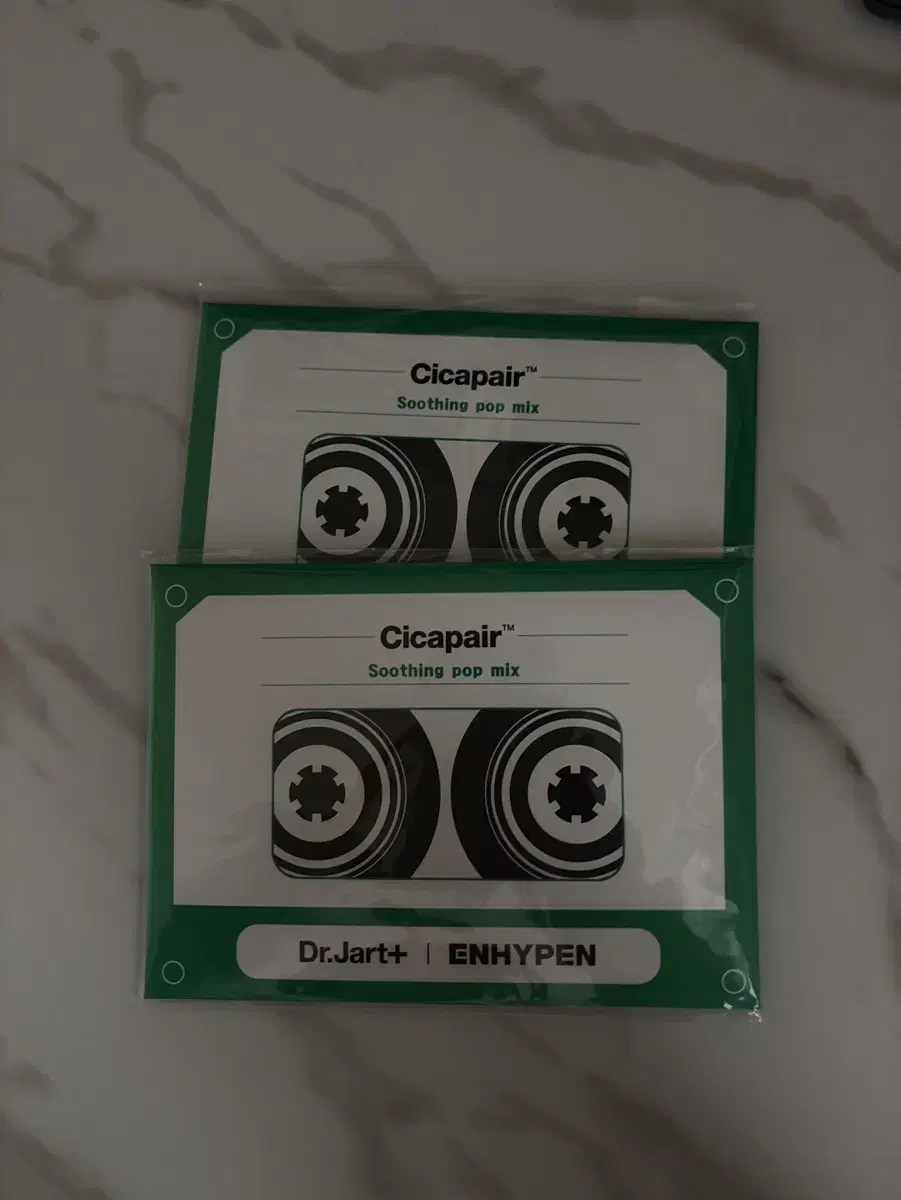 Cicapair™
Soothing pop mix
Cicapair™
Soothing pop mix
Dr.Jart+ | ENHYPEN